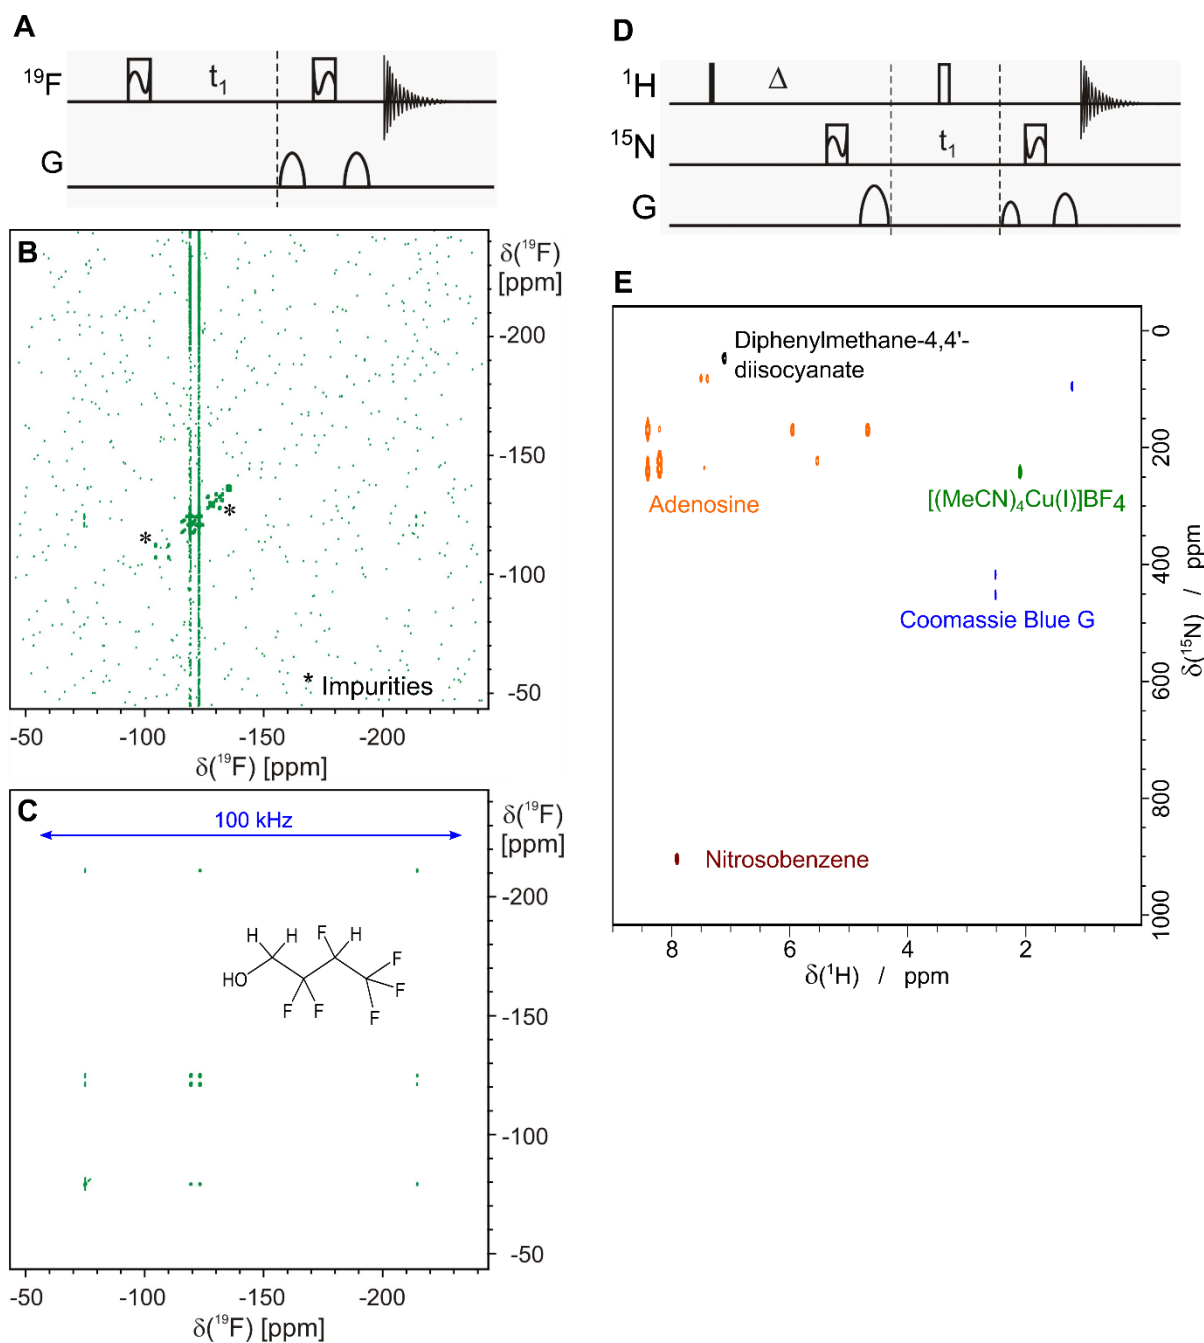 A
¹⁹F
t₁
G
B
δ(¹⁹F)
[ppm]
-200
-150
*
*
-100
* Impurities
-50
-50
-100
-150
-200
δ(¹⁹F) [ppm]
C
100 kHz
δ(¹⁹F)
[ppm]
-200
H H F H
HO F
F F F F
-150
-100
-50
-50
-100
-150
-200
δ(¹⁹F) [ppm]
D
¹H
Δ
¹⁵N
t₁
G
E
Diphenylmethane-4,4'-
diisocyanate
Adenosine
[(MeCN)₄Cu(I)]BF₄
Coomassie Blue G
Nitrosobenzene
0
200
400
600
800
1000
δ(¹⁵N) / ppm
8
6
4
2
δ(¹H) / ppm